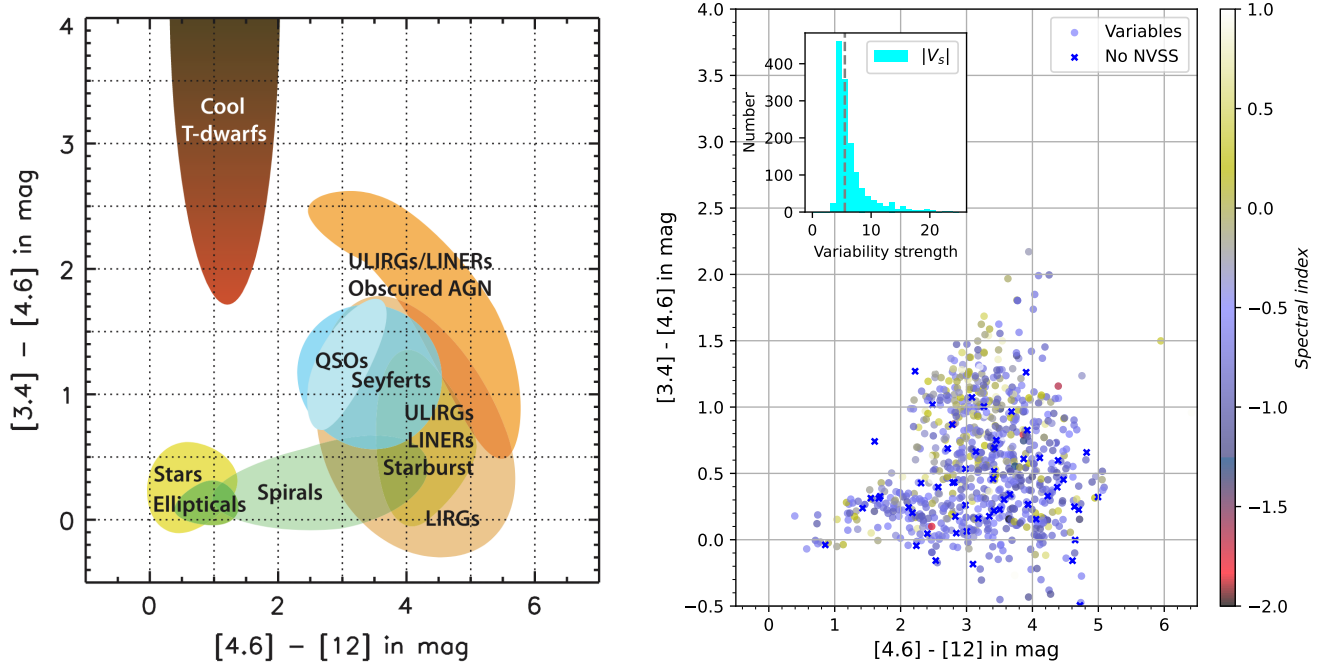 4
3
2
1
0
0
2
4
6
[3.4] − [4.6] in mag
[4.6] − [12] in mag
Cool
T-dwarfs
ULIRGs/LINERs
Obscured AGN
QSOs
Seyferts
ULIRGs
LINERs
Starburst
LIRGs
Stars
Ellipticals
Spirals
4.0
3.5
3.0
2.5
2.0
1.5
1.0
0.5
0.0
−0.5
0
1
2
3
4
5
6
[3.4] - [4.6] in mag
[4.6] - [12] in mag
Variables
No NVSS
|Vs|
400
300
200
100
0
0
10
20
Number
Variability strength
1.0
0.5
0.0
−0.5
−1.0
−1.5
−2.0
Spectral index